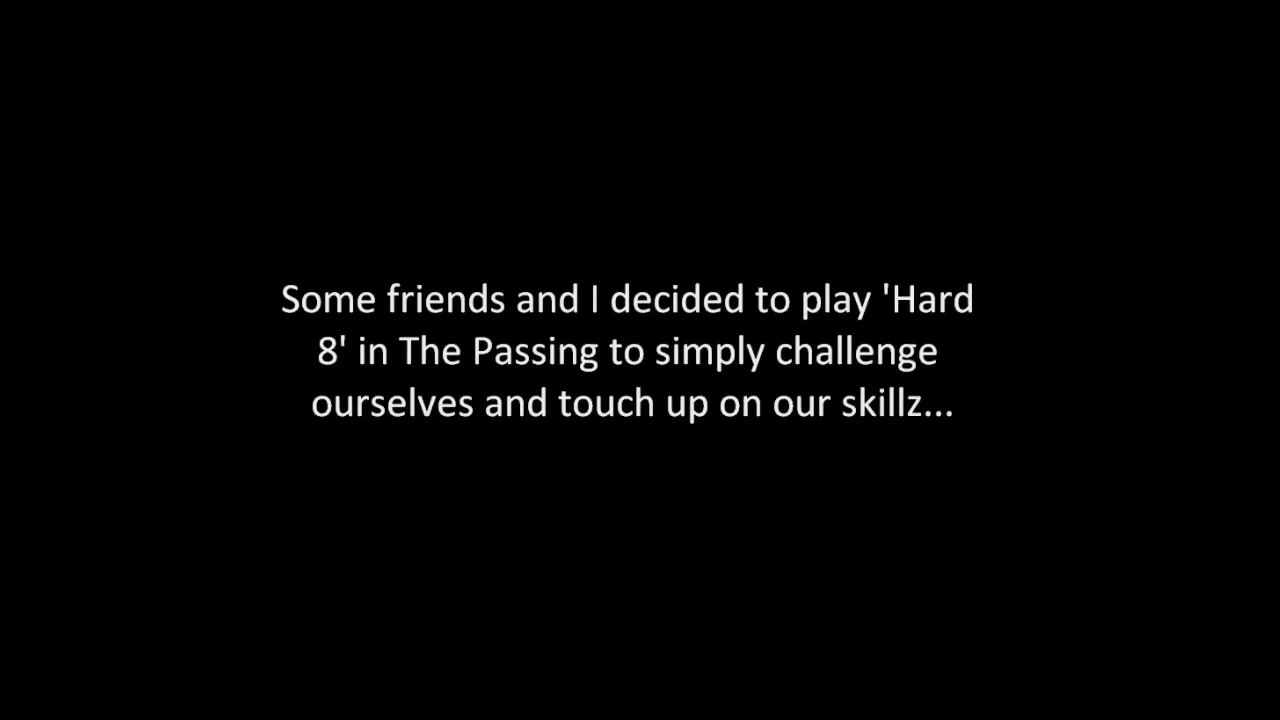 Some friends and I decided to play 'Hard
8' in The Passing to simply challenge
ourselves and touch up on our skillz...